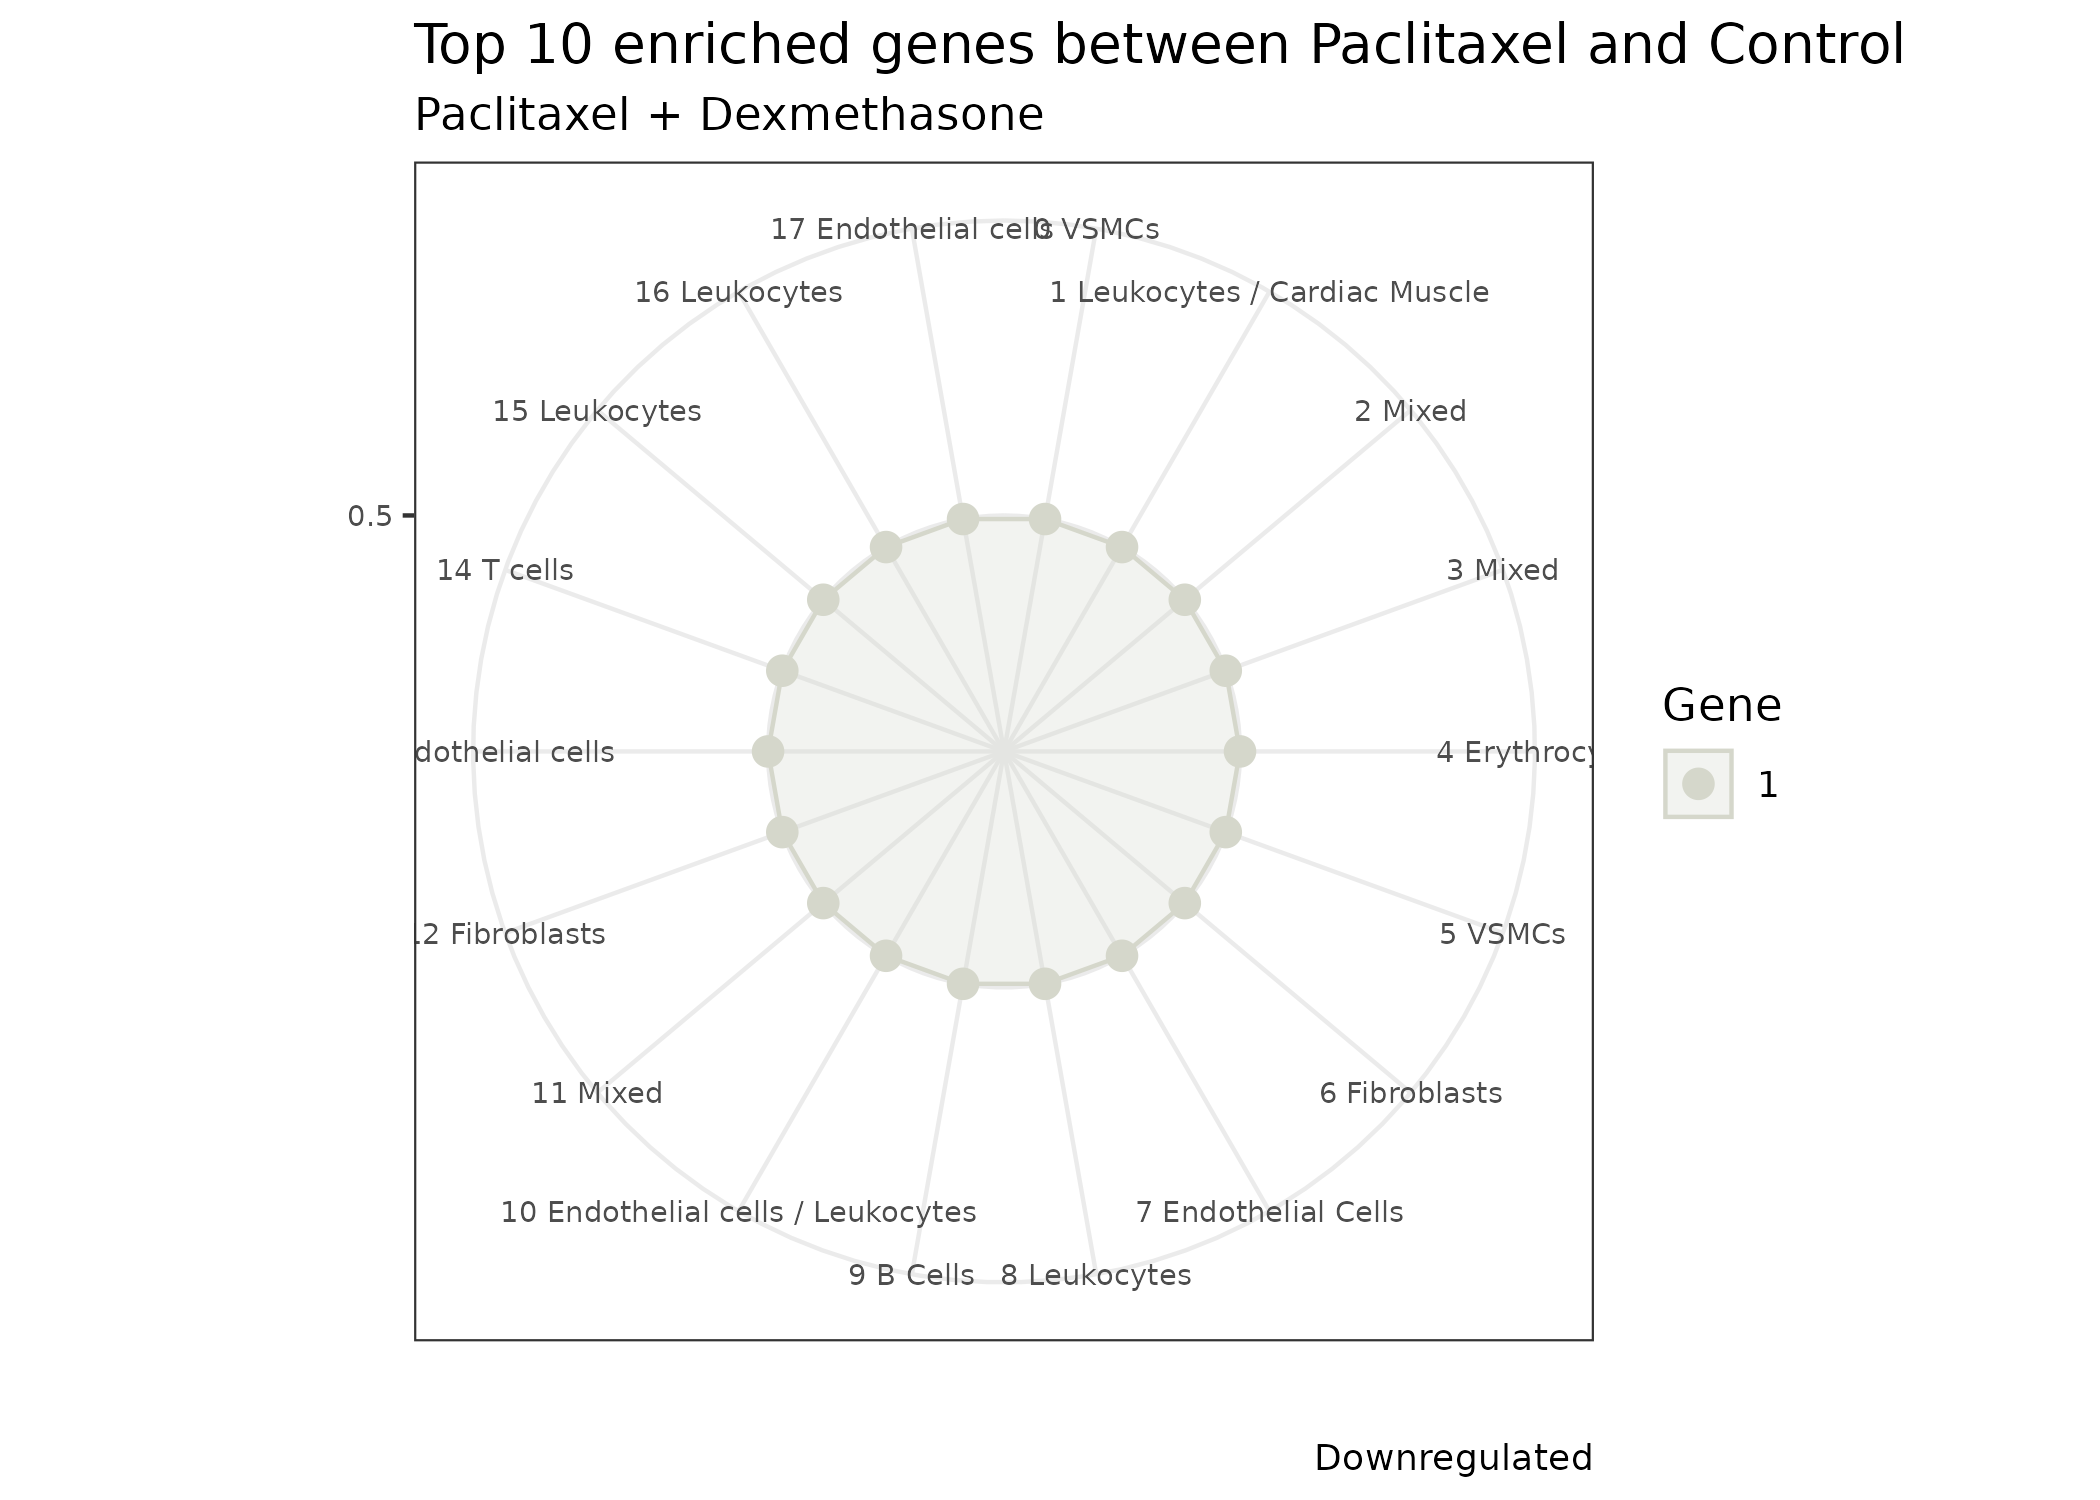 Top 10 enriched genes between Paclitaxel and Control
Paclitaxel + Dexmethasone
17 Endothelial cells
0 VSMCs
16 Leukocytes
1 Leukocytes / Cardiac Muscle
15 Leukocytes
2 Mixed
0.5
14 T cells
3 Mixed
dothelial cells
4 Erythrocy
Gene
1
12 Fibroblasts
5 VSMCs
11 Mixed
6 Fibroblasts
10 Endothelial cells / Leukocytes
7 Endothelial Cells
9 B Cells
8 Leukocytes
Downregulated